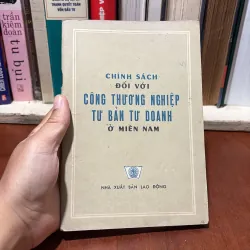 CHÍNH SÁCH
ĐỐI VỚI
CÔNG THƯƠNG NGHIỆP
TƯ BẢN TƯ DOANH
Ở MIỀN NAM
NHÀ XUẤT BẢN LAO ĐỘNG